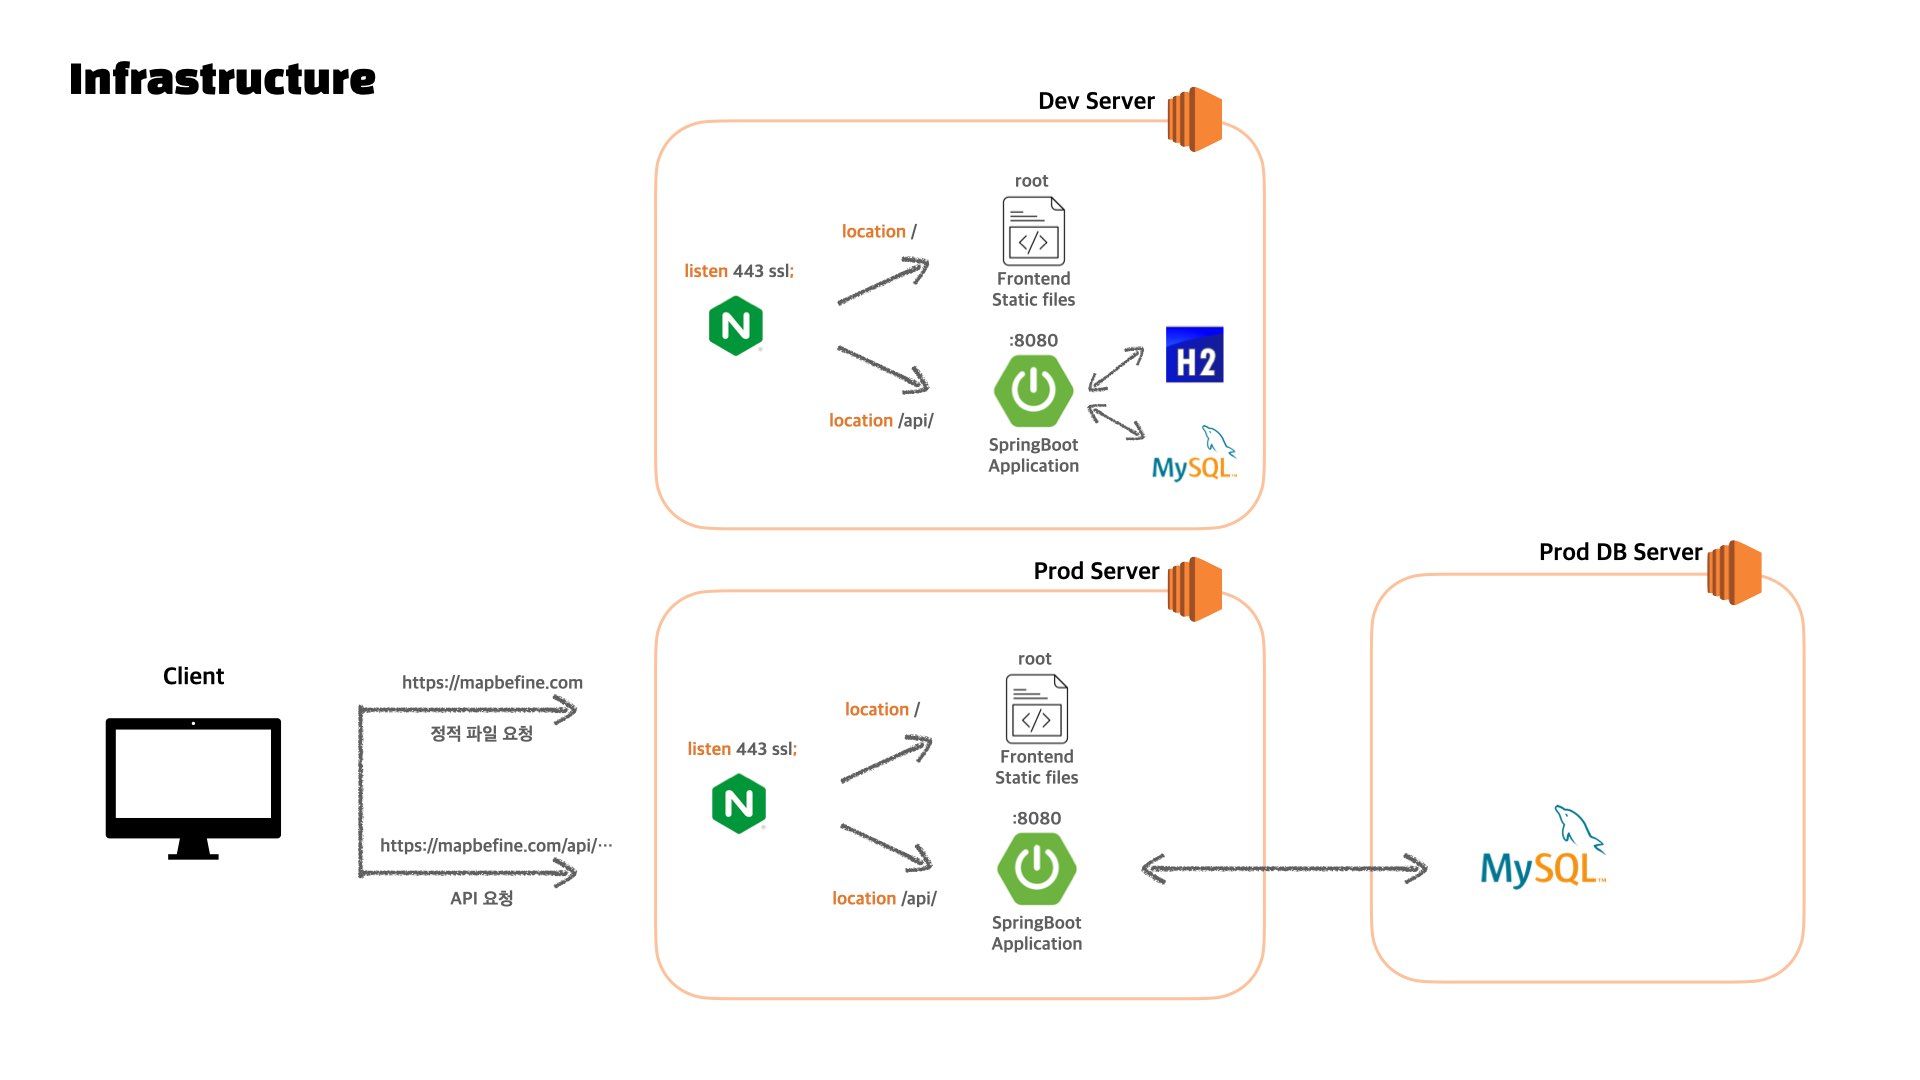 Infrastructure
Dev Server
root
location /
listen 443 ssl;
</>
Frontend
Static files
:8080
H2
location /api/
SpringBoot
Application
MySQL™
Prod Server
Prod DB Server
Client
https://mapbefine.com
정적 파일 요청
https://mapbefine.com/api/⋯
API 요청
root
location /
listen 443 ssl;
</>
Frontend
Static files
:8080
location /api/
SpringBoot
Application
MySQL™